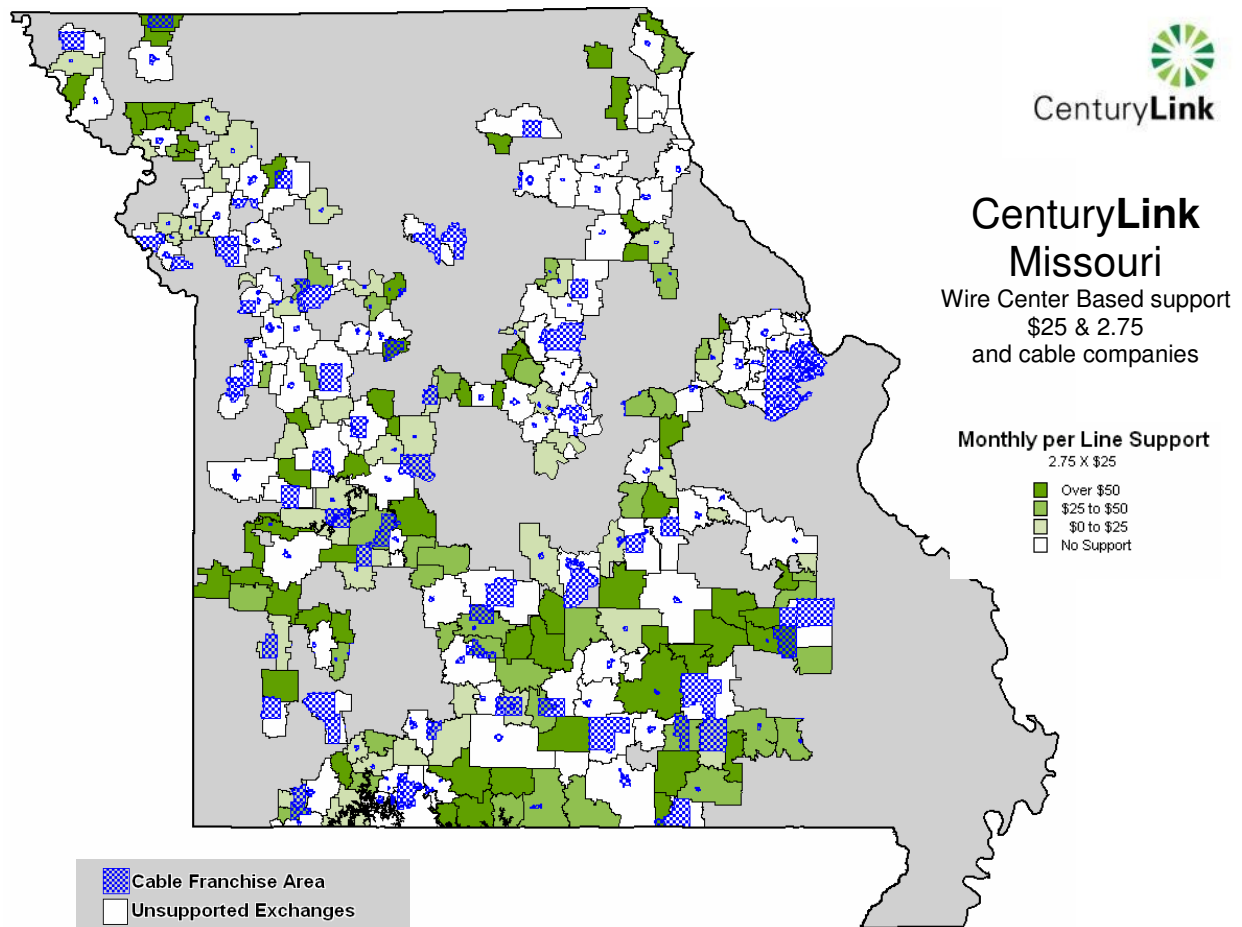 CenturyLink
CenturyLink
Missouri
Wire Center Based support
$25 & 2.75
and cable companies
Monthly per Line Support
2.75 X $25
Over $50
$25 to $50
$0 to $25
No Support
Cable Franchise Area
Unsupported Exchanges